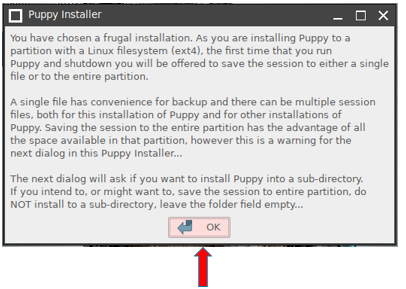 Puppy Installer
You have chosen a frugal installation. As you are installing Puppy to a
partition with a Linux filesystem (ext4), the first time that you run
Puppy and shutdown you will be offered to save the session to either a single
file or to the entire partition.
A single file has convenience for backup and there can be multiple session
files, both for this installation of Puppy and for other installations of
Puppy. Saving the session to the entire partition has the advantage of all
the space available in that partition, however this is a warning for the
next dialog in this Puppy Installer...
The next dialog will ask if you want to install Puppy into a sub-directory.
If you intend to, or might want to, save the session to entire partition, do
NOT install to a sub-directory, leave the folder field empty...
OK